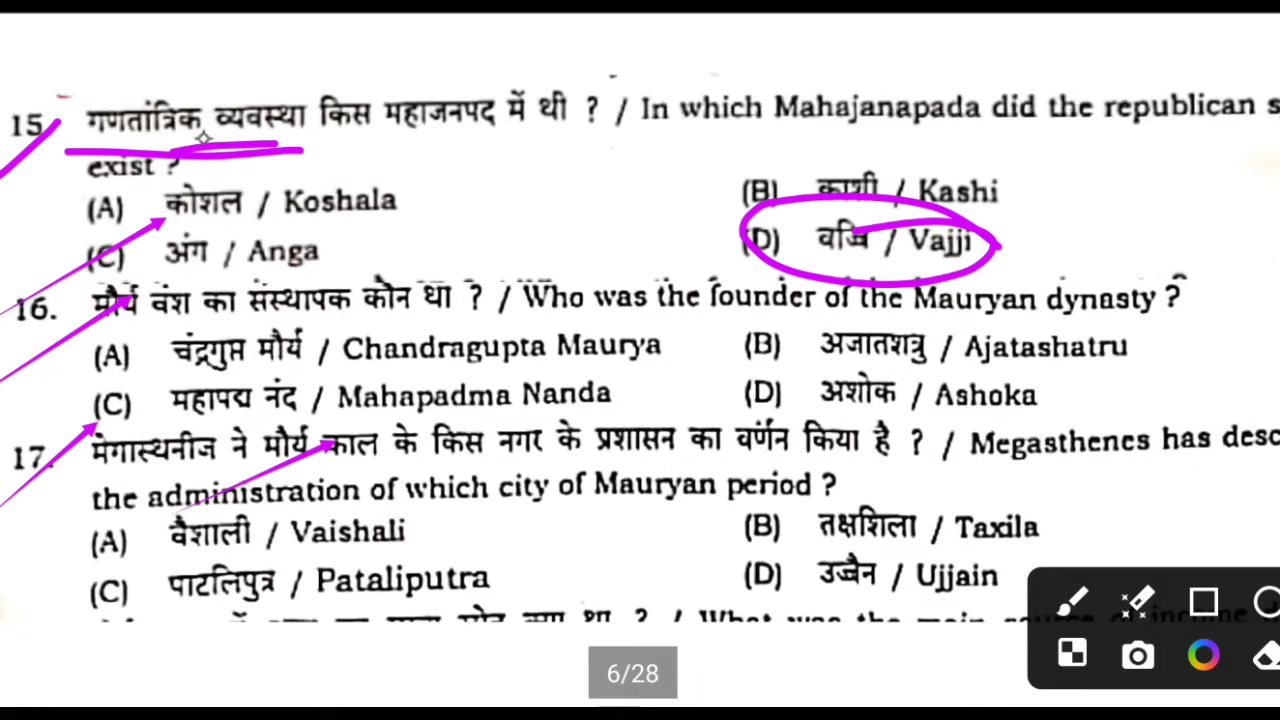 15. गणतांत्रिक व्यवस्था किस महाजनपद में थी ? / In which Mahajanapada did the republican
exist ?
(A) कोशल / Koshala (B) काशी / Kashi
(C) अंग / Anga (D) वज्जि / Vajji
16. मौर्य वंश का संस्थापक कौन था ? / Who was the founder of the Mauryan dynasty ?
(A) चंद्रगुप्त मौर्य / Chandragupta Maurya (B) अजातशत्रु / Ajatashatru
(C) महापद्म नंद / Mahapadma Nanda (D) अशोक / Ashoka
17. मेगास्थनीज ने मौर्य काल के किस नगर के प्रशासन का वर्णन किया है ? / Megasthenes has
the administration of which city of Mauryan period ?
(A) वैशाली / Vaishali (B) तक्षशिला / Taxila
(C) पाटलिपुत्र / Pataliputra (D) उज्जैन / Ujjain
6/28